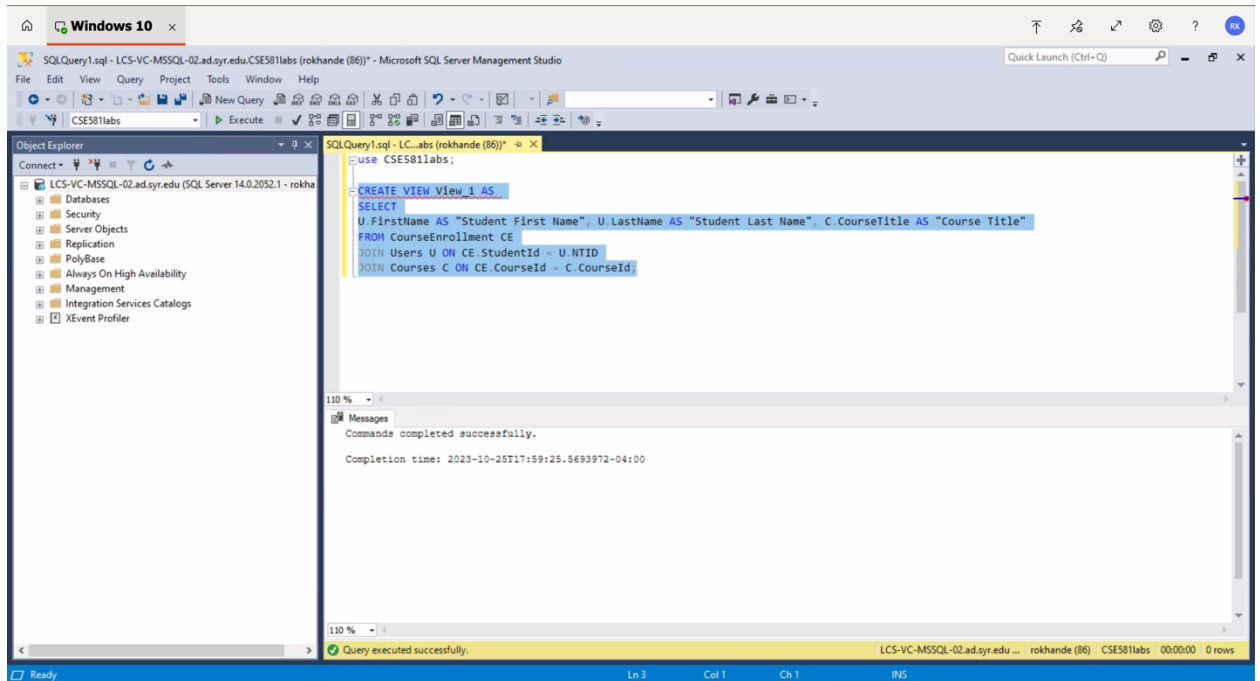 Windows 10
RK
SQLQuery1.sql - LCS-VC-MSSQL-02.ad.syr.edu.CSE581labs (rokhande (86))* - Microsoft SQL Server Management Studio
Quick Launch (Ctrl+Q)
File Edit View Query Project Tools Window Help
New Query
CSE581labs
Execute
Object Explorer
Connect
LCS-VC-MSSQL-02.ad.syr.edu (SQL Server 14.0.2052.1 - rokha
Databases
Security
Server Objects
Replication
PolyBase
Always On High Availability
Management
Integration Services Catalogs
XEvent Profiler
SQLQuery1.sql - LC...abs (rokhande (86))*
use CSE581labs;
CREATE VIEW View_1 AS
SELECT
U.FirstName AS "Student First Name", U.LastName AS "Student Last Name", C.CourseTitle AS "Course Title"
FROM CourseEnrollment CE
JOIN Users U ON CE.StudentId = U.NTID
JOIN Courses C ON CE.CourseId = C.CourseId;
110 %
Messages
Commands completed successfully.
Completion time: 2023-10-25T17:59:25.5693972-04:00
110 %
Query executed successfully.
LCS-VC-MSSQL-02.ad.syr.edu ... rokhande (86) CSE581labs 00:00:00 0 rows
Ready Ln 3 Col 1 Ch 1 INS